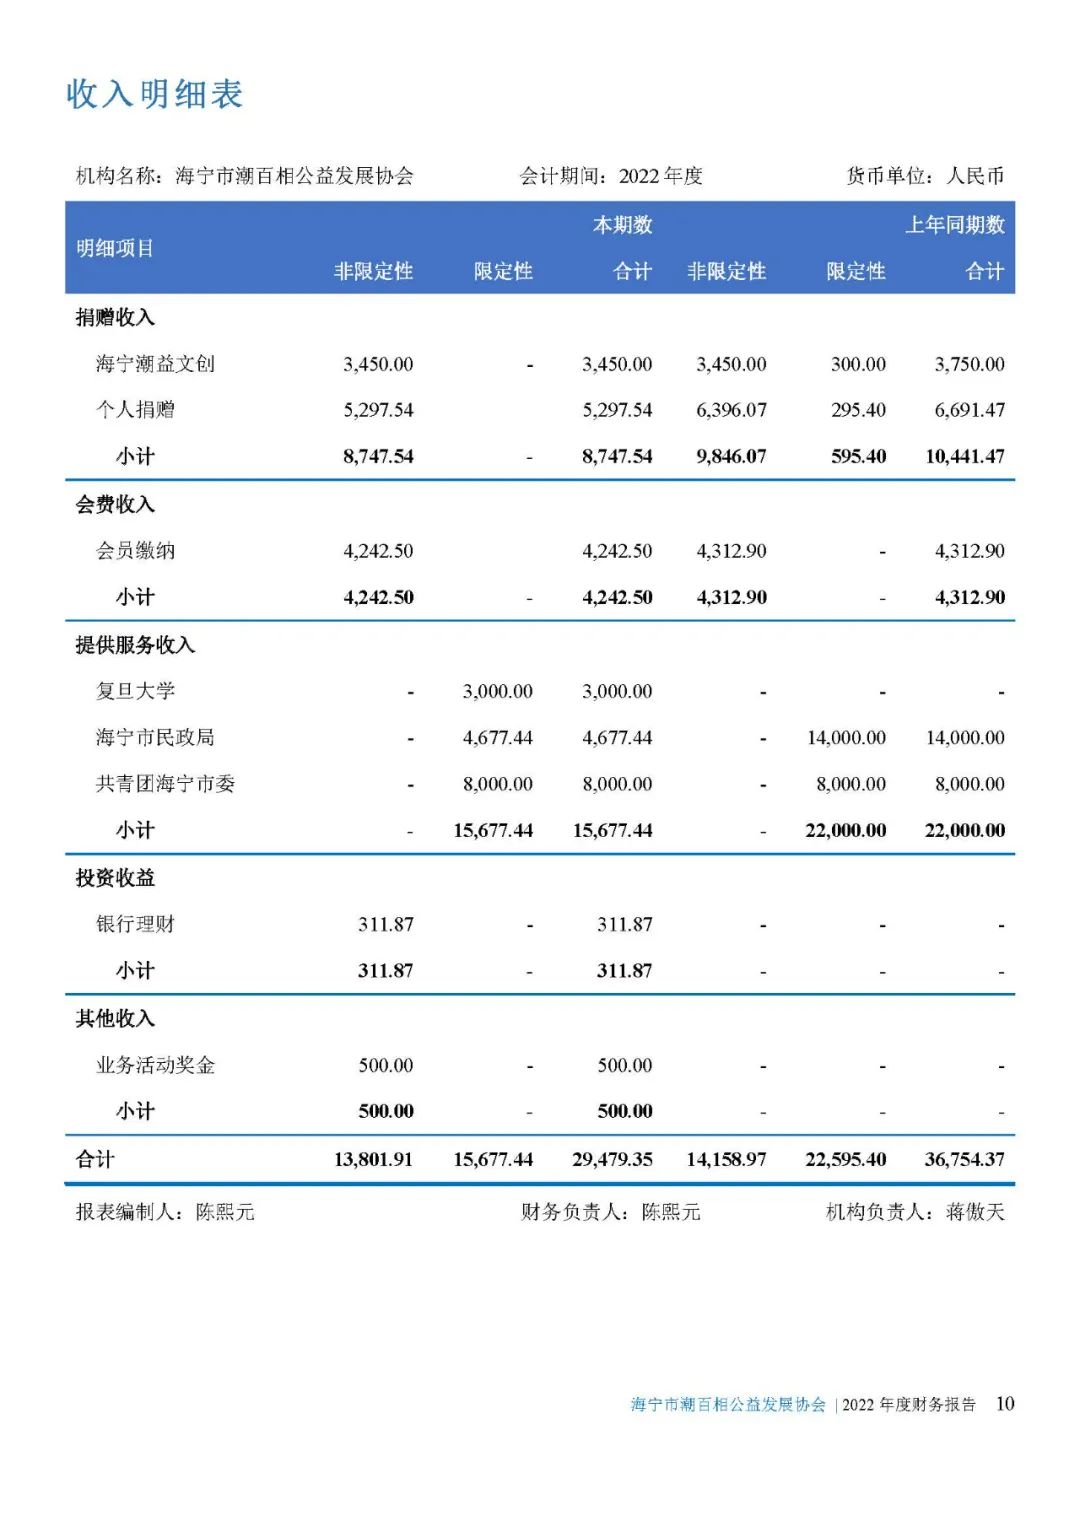 收入明细表
机构名称：海宁市潮百相公益发展协会 会计期间：2022 年度 货币单位：人民币
本期数 上年同期数
明细项目
非限定性 限定性 合计 非限定性 限定性 合计
捐赠收入
海宁潮益文创 3,450.00 - 3,450.00 3,450.00 300.00 3,750.00
个人捐赠 5,297.54 5,297.54 6,396.07 295.40 6,691.47
小计 8,747.54 - 8,747.54 9,846.07 595.40 10,441.47
会费收入
会员缴纳 4,242.50 4,242.50 4,312.90 - 4,312.90
小计 4,242.50 - 4,242.50 4,312.90 - 4,312.90
提供服务收入
复旦大学 - 3,000.00 3,000.00 - - -
海宁市民政局 - 4,677.44 4,677.44 - 14,000.00 14,000.00
共青团海宁市委 - 8,000.00 8,000.00 - 8,000.00 8,000.00
小计 - 15,677.44 15,677.44 - 22,000.00 22,000.00
投资收益
银行理财 311.87 - 311.87 - - -
小计 311.87 - 311.87 - - -
其他收入
业务活动奖金 500.00 - 500.00 - - -
小计 500.00 - 500.00 - - -
合计 13,801.91 15,677.44 29,479.35 14,158.97 22,595.40 36,754.37
报表编制人：陈熙元 财务负责人：陈熙元 机构负责人：蒋傲天
海宁市潮百相公益发展协会 | 2022 年度财务报告 10